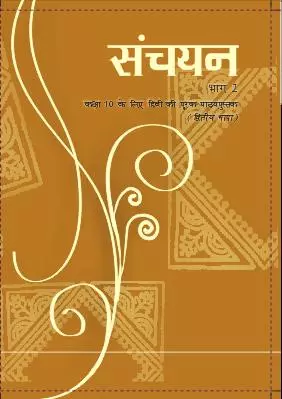 संचयन
भाग 2
कक्षा 10 के लिए हिंदी की पूरक पाठ्यपुस्तक
(द्वितीय भाषा)